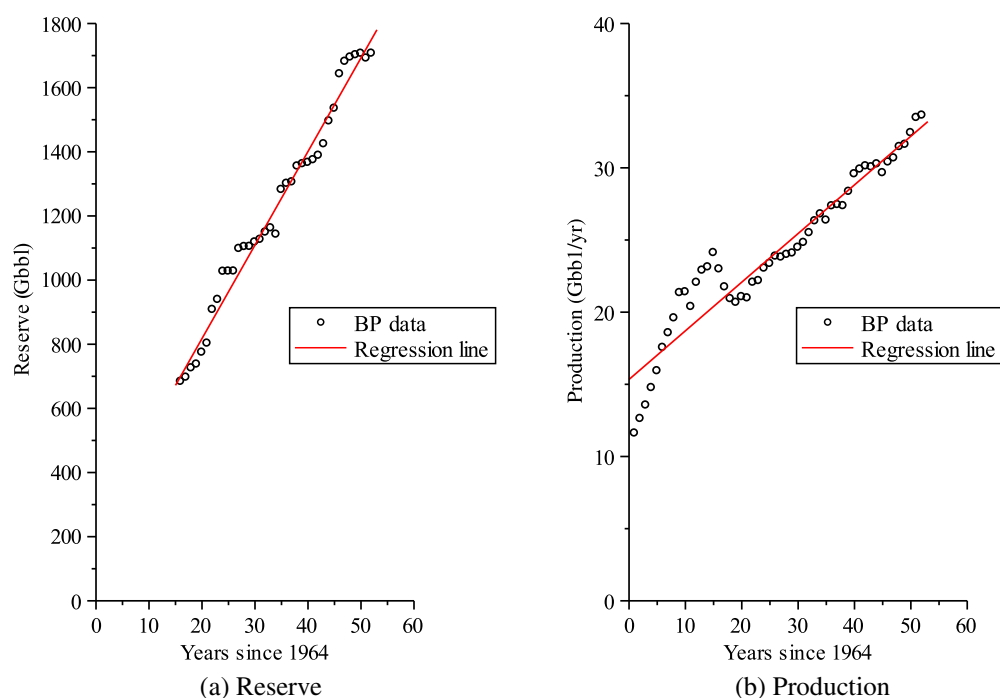 1800
1600
1400
1200
1000
800
600
400
200
0
Reserve (Gbbl)
BP data
Regression line
0 10 20 30 40 50 60
Years since 1964
(a) Reserve
40
30
20
10
0
Production (Gbbl/yr)
BP data
Regression line
0 10 20 30 40 50 60
Years since 1964
(b) Production